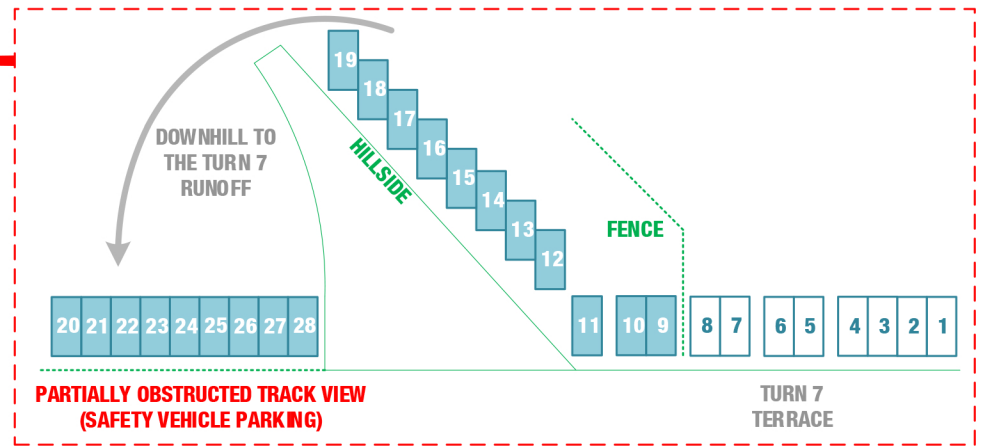 19
18
17
16
15
14
13
12
DOWNHILL TO
THE TURN 7
RUNOFF
HILLSIDE
FENCE
20 21 22 23 24 25 26 27 28
11 10 9 8 7 6 5 4 3 2 1
PARTIALLY OBSTRUCTED TRACK VIEW
(SAFETY VEHICLE PARKING)
TURN 7
TERRACE